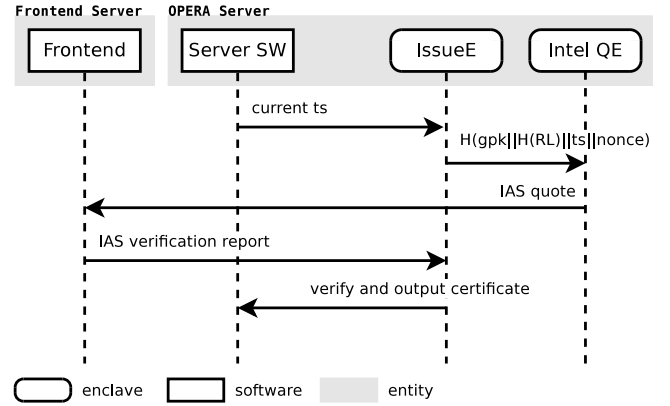 Frontend Server OPERA Server
Frontend Server SW IssueE Intel QE
current ts
H(gpk||H(RL)||ts||nonce)
IAS quote
IAS verification report
verify and output certificate
enclave software entity